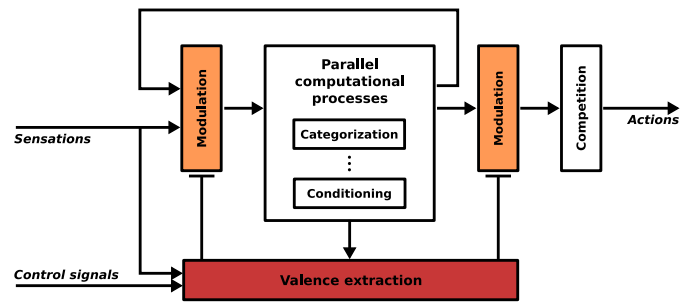 Parallel
computational
processes
Modulation
Modulation
Competition
Categorization
Sensations
Actions
Conditioning
Control signals
Valence extraction